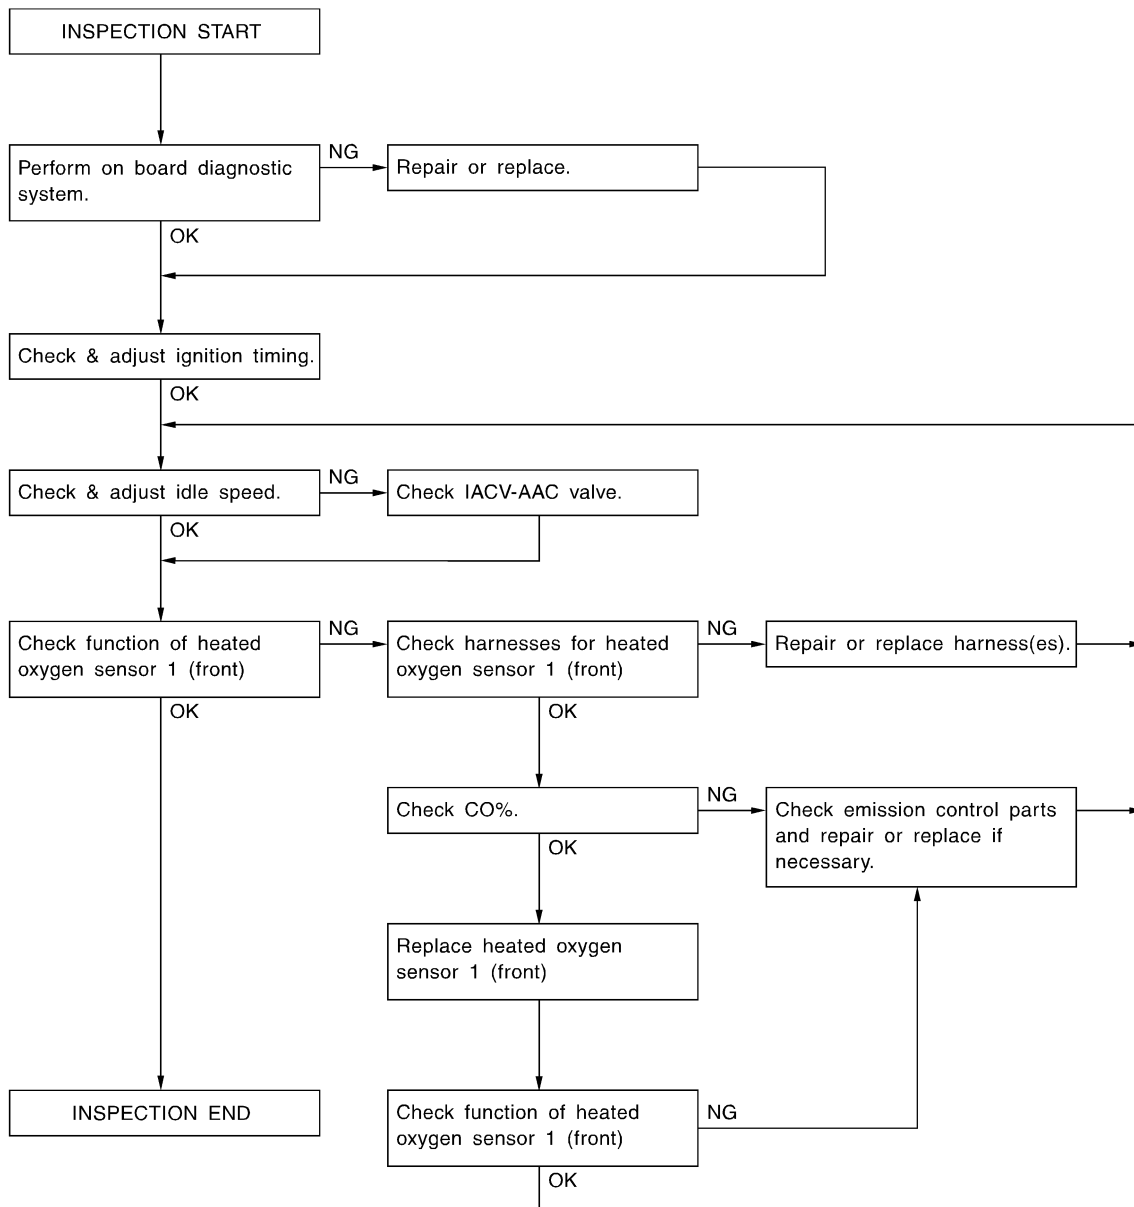 INSPECTION START
Perform on board diagnostic
system.
NG
Repair or replace.
OK
Check & adjust ignition timing.
OK
Check & adjust idle speed.
NG
Check IACV-AAC valve.
OK
Check function of heated
oxygen sensor 1 (front)
NG
Check harnesses for heated
oxygen sensor 1 (front)
NG
Repair or replace harness(es).
OK
OK
Check CO%.
NG
Check emission control parts
and repair or replace if
necessary.
OK
Replace heated oxygen
sensor 1 (front)
INSPECTION END
Check function of heated
oxygen sensor 1 (front)
NG
OK